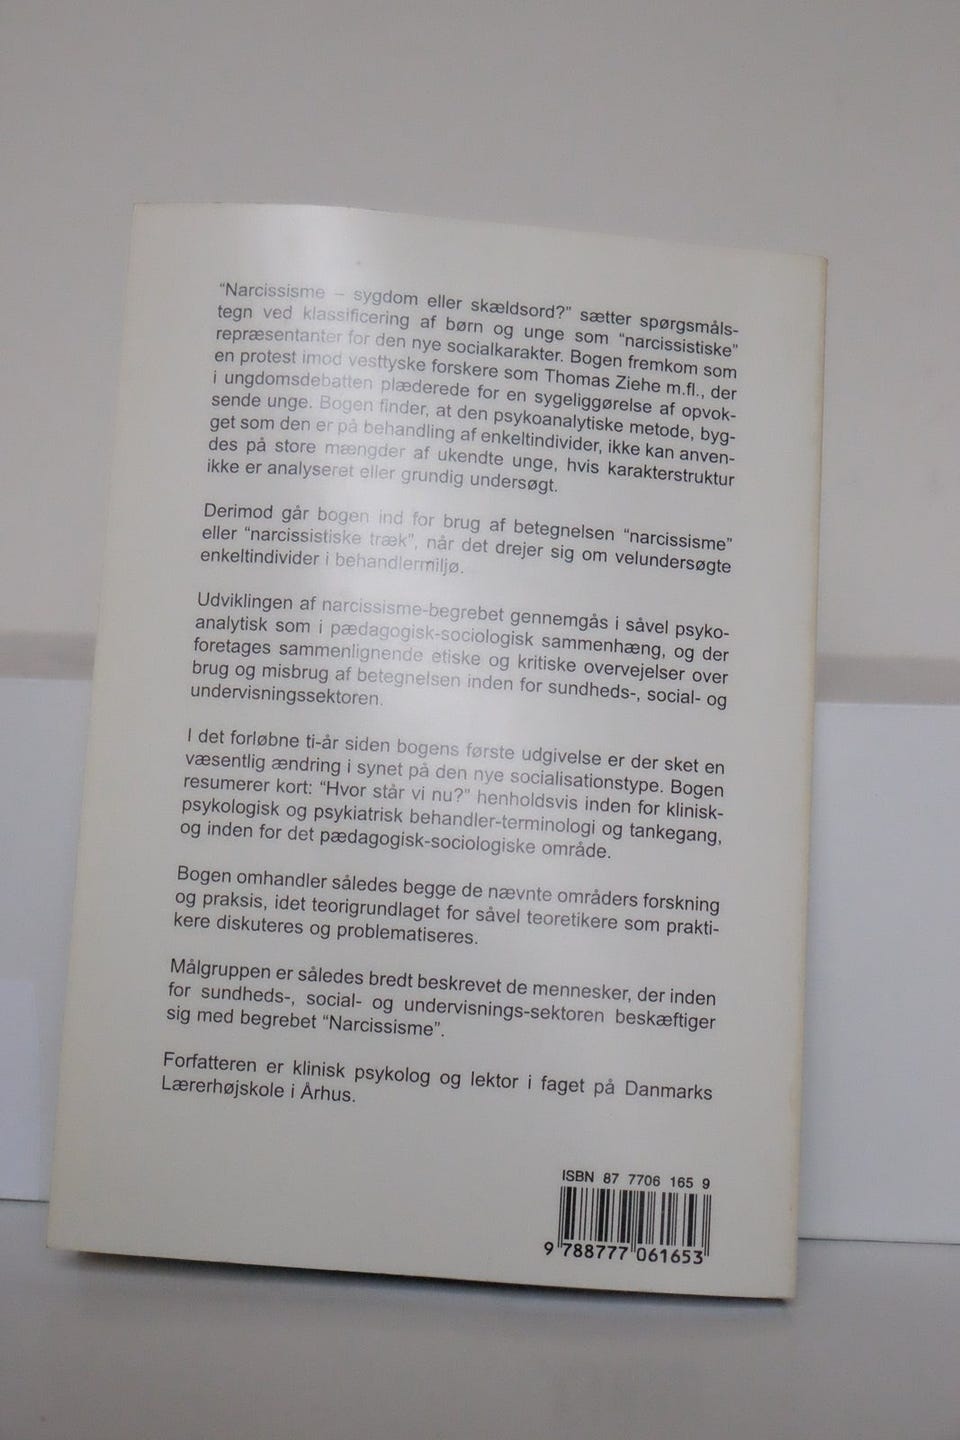 “Narcissisme – sygdom eller skældsord?” sætter spørgsmåls-
tegn ved klassificering af børn og unge som “narcissistiske”
repræsentanter for den nye socialkarakter. Bogen fremkom som
en protest imod vesttyske forskere som Thomas Ziehe m.fl., der
i ungdomsdebatten plæderede for en sygeliggørelse af opvok-
sende unge. Bogen finder, at den psykoanalytiske metode, byg-
get som den er på behandling af enkeltindivider, ikke kan anven-
des på store mængder af ukendte unge, hvis karakterstruktur
ikke er analyseret eller grundig undersøgt.
Derimod går bogen ind for brug af betegnelsen “narcissisme”
eller “narcissistiske træk”, når det drejer sig om velundersøgte
enkeltindivider i behandlermiljø.
Udviklingen af narcissisme-begrebet gennemgås i såvel psyko-
analytisk som i pædagogisk-sociologisk sammenhæng, og der
foretages sammenlignende etiske og kritiske overvejelser over
brug og misbrug af betegnelsen inden for sundheds-, social- og
undervisningssektoren.
I det forløbne ti-år siden bogens første udgivelse er der sket en
væsentlig ændring i synet på den nye socialisationstype. Bogen
resumerer kort: “Hvor står vi nu?” henholdsvis inden for klinisk-
psykologisk og psykiatrisk behandler-terminologi og tankegang,
og inden for det pædagogisk-sociologiske område.
Bogen omhandler således begge de nævnte områders forskning
og praksis, idet teorigrundlaget for såvel teoretikere som prakti-
kere diskuteres og problematiseres.
Målgruppen er således bredt beskrevet de mennesker, der inden
for sundheds-, social- og undervisnings-sektoren beskæftiger
sig med begrebet “Narcissisme”.
Forfatteren er klinisk psykolog og lektor i faget på Danmarks
Lærerhøjskole i Århus.
ISBN 87 7706 165 9
9 788777 061653